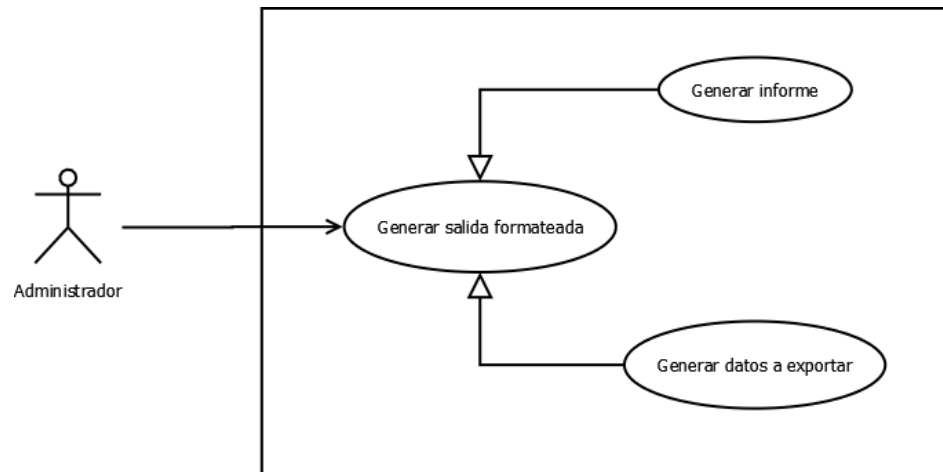 Generar informe
Generar salida formateada
Administrador
Generar datos a exportar